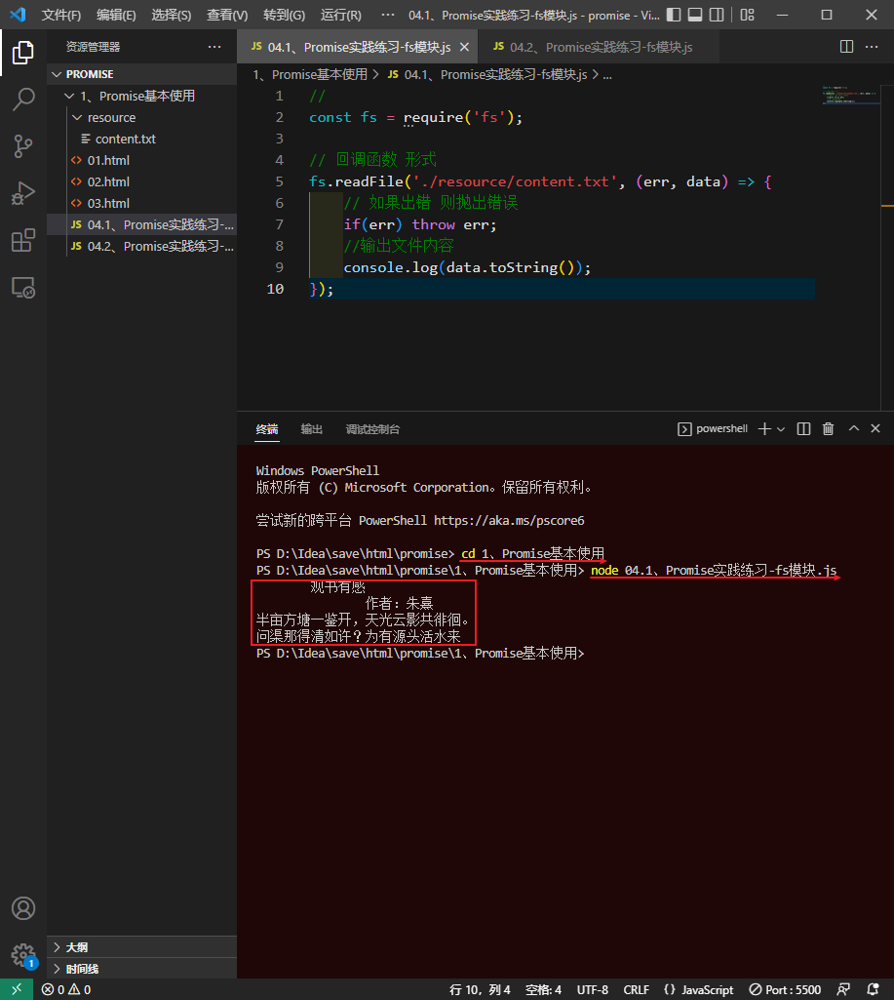 文件(F) 编辑(E) 选择(S) 查看(V) 转到(G) 运行(R) ··· 04.1、Promise实践练习-fs模块.js - promise - Vi...
资源管理器 ···
JS 04.1、Promise实践练习-fs模块.js
JS 04.2、Promise实践练习-fs模块.js
PROMISE
1、Promise基本使用
resource
content.txt
<> 01.html
<> 02.html
<> 03.html
JS 04.1、Promise实践练习-...
JS 04.2、Promise实践练习-...
大纲
时间线
1、Promise基本使用 > JS 04.1、Promise实践练习-fs模块.js > ...
1 //
2 const fs = require('fs');
3
4 // 回调函数 形式
5 fs.readFile('./resource/content.txt', (err, data) => {
6 // 如果出错 则抛出错误
7 if(err) throw err;
8 //输出文件内容
9 console.log(data.toString());
10 });
终端 输出 调试控制台 powershell
Windows PowerShell
版权所有 (C) Microsoft Corporation。保留所有权利。
尝试新的跨平台 PowerShell https://aka.ms/pscore6
PS D:\Idea\save\html\promise> cd 1、Promise基本使用
PS D:\Idea\save\html\promise\1、Promise基本使用> node 04.1、Promise实践练习-fs模块.js
观书有感
作者：朱熹
半亩方塘一鉴开，天光云影共徘徊。
问渠那得清如许？为有源头活水来
PS D:\Idea\save\html\promise\1、Promise基本使用>
1
0 0 行 10，列 4 空格: 4 UTF-8 CRLF {} JavaScript Port : 5500